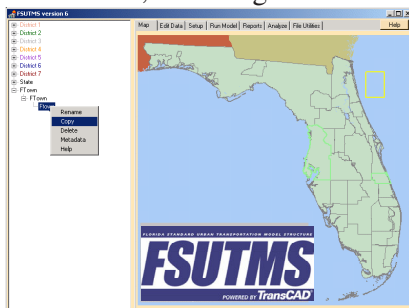 FSUTMS version 6
Map Edit Data Setup Run Model Reports Analyze File Utilities Help
District 1
District 2
District 3
District 4
District 5
District 6
District 7
State
FTown
FTown
Rename
Copy
Delete
Metadata
Help
FLORIDA STANDARD URBAN TRANSPORTATION MODEL STRUCTURE
FSUTMS
POWERED BY TransCAD